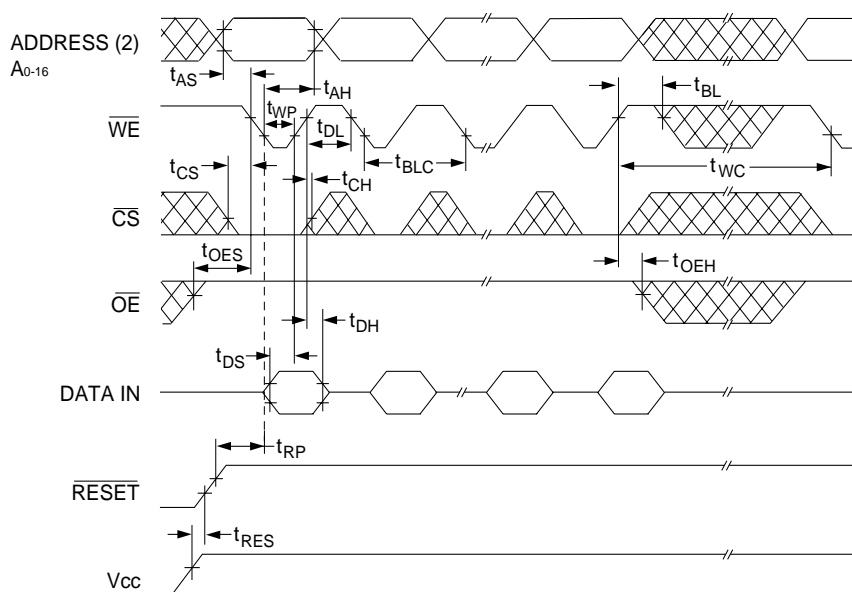 ADDRESS (2)
A0-16
tAS
tAH
tBL
WE
tWP
tDL
tBLC
tWC
tCS
tCH
CS
tOES
tOEH
OE
tDH
tDS
DATA IN
tRP
RESET
tRES
Vcc